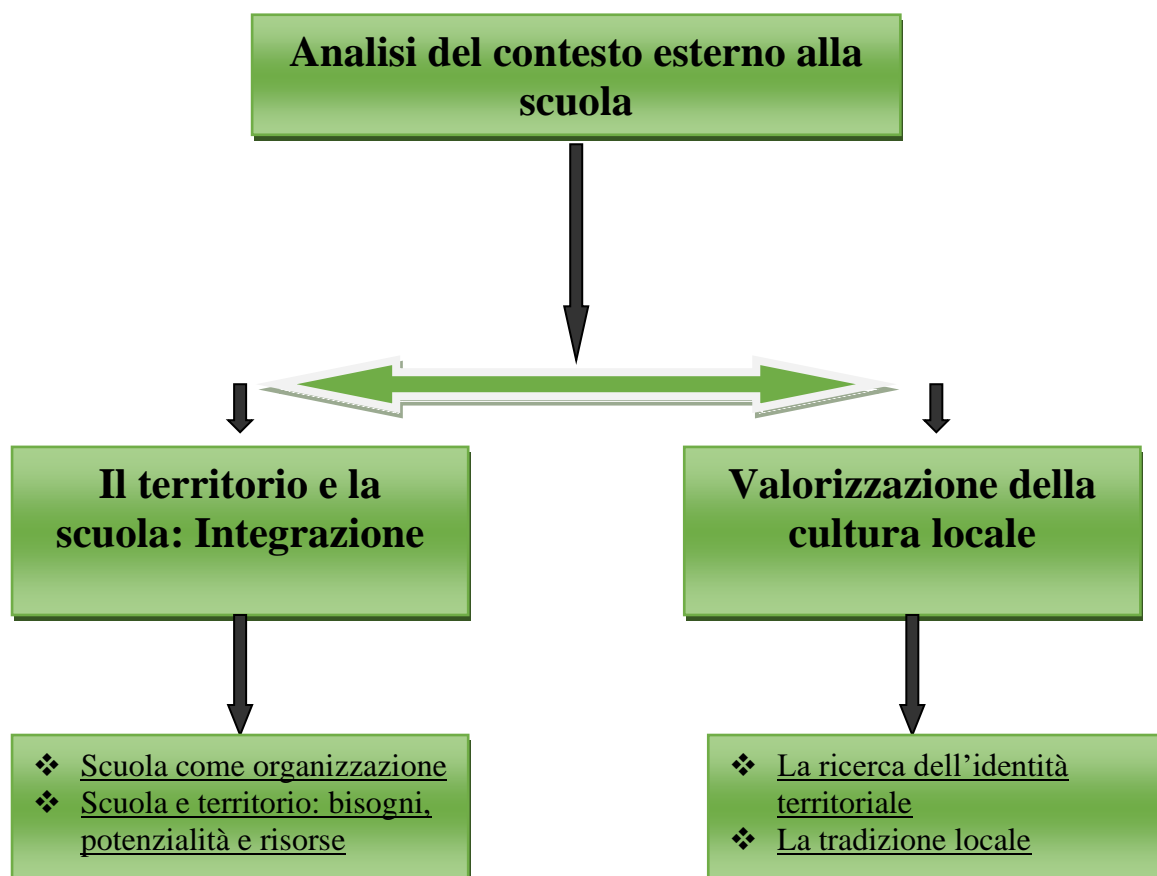 Analisi del contesto esterno alla
scuola
Il territorio e la
scuola: Integrazione
Valorizzazione della
cultura locale
❖ Scuola come organizzazione
❖ Scuola e territorio: bisogni,
potenzialità e risorse
❖ La ricerca dell’identità
territoriale
❖ La tradizione locale